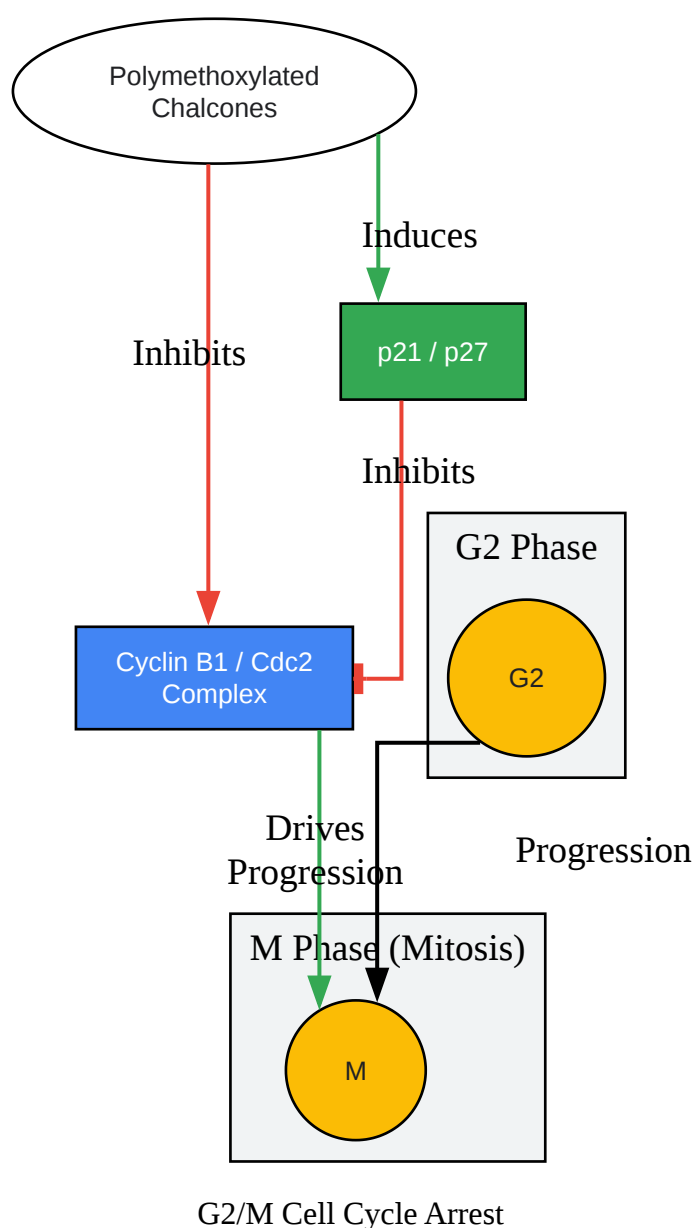 Polymethoxylated
Chalcones
Induces
Inhibits
p21 / p27
Inhibits
G2 Phase
Cyclin B1 / Cdc2
Complex
G2
Drives
Progression
Progression
M Phase (Mitosis)
M
G2/M Cell Cycle Arrest